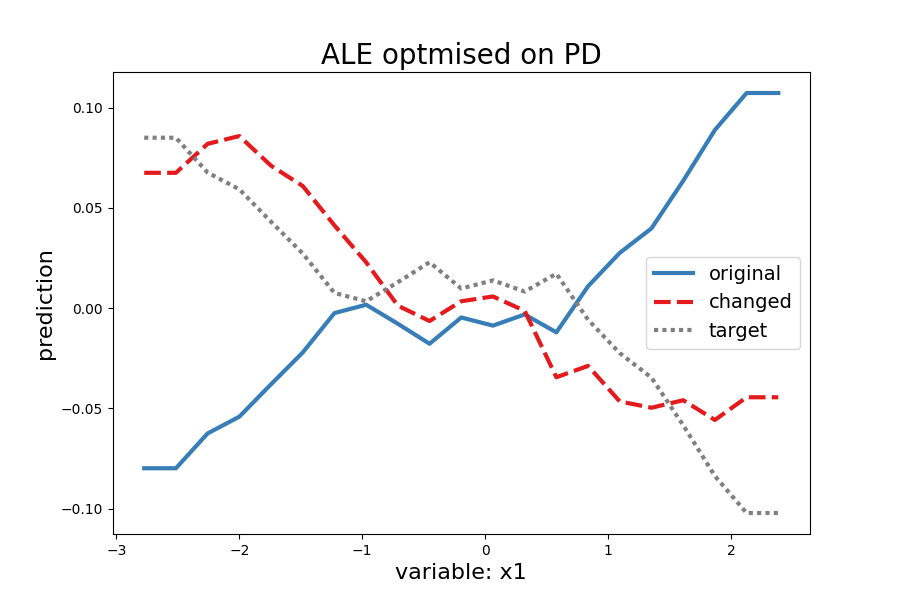 ALE optmised on PD
0.10
0.05
0.00
−0.05
−0.10
prediction
original
changed
target
−3
−2
−1
0
1
2
variable: x1